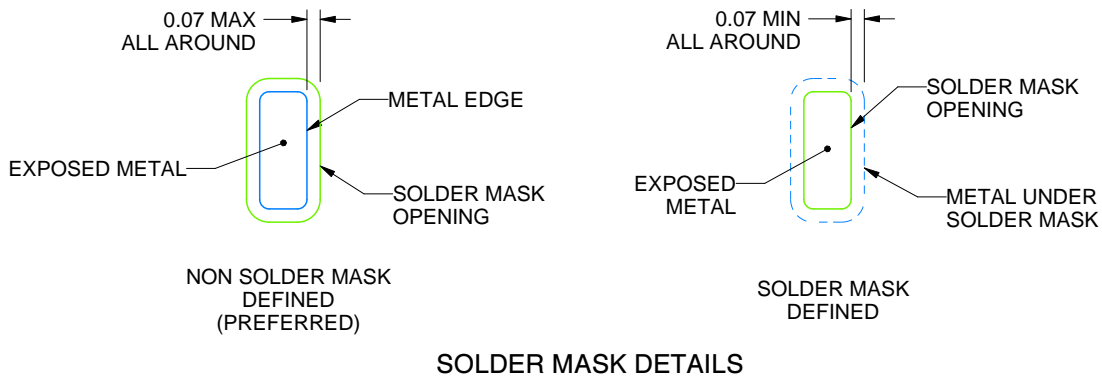 0.07 MAX
ALL AROUND
METAL EDGE
EXPOSED METAL
SOLDER MASK
OPENING
NON SOLDER MASK
DEFINED
(PREFERRED)
0.07 MIN
ALL AROUND
SOLDER MASK
OPENING
EXPOSED
METAL
METAL UNDER
SOLDER MASK
SOLDER MASK
DEFINED
SOLDER MASK DETAILS